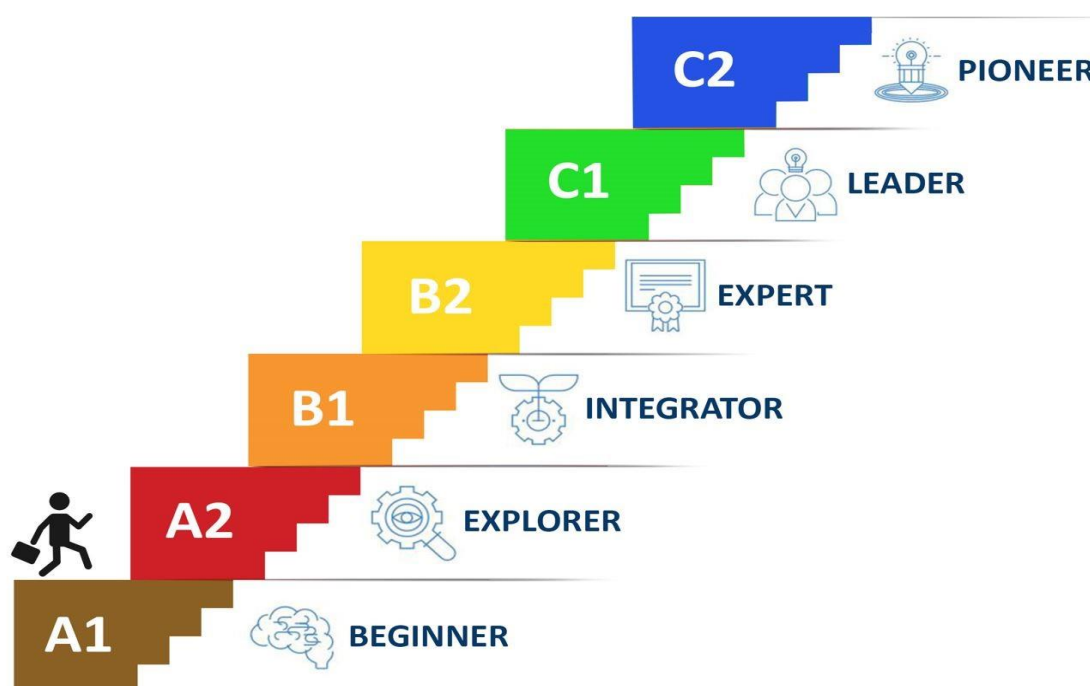 C2 PIONEER
C1 LEADER
B2 EXPERT
B1 INTEGRATOR
A2 EXPLORER
A1 BEGINNER